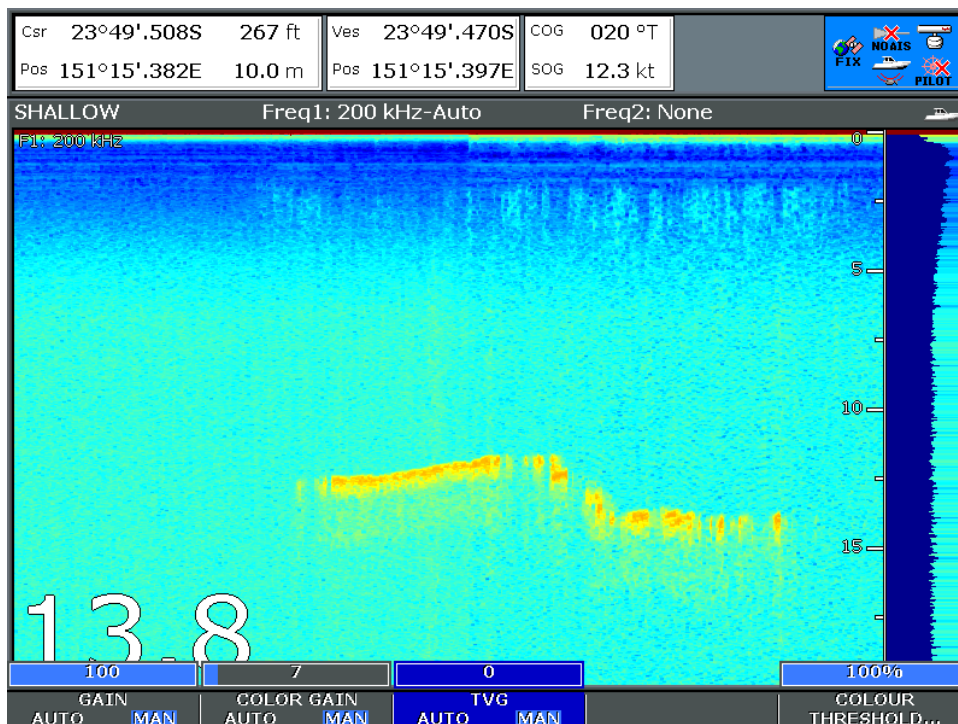 Csr 23°49'.508S 267 ft
Pos 151°15'.382E 10.0 m
Ves 23°49'.470S
Pos 151°15'.397E
COG 020 °T
SOG 12.3 kt
FIX NOAIS PILOT
SHALLOW Freq1: 200 kHz-Auto Freq2: None
F1: 200 kHz
0
5
10
15
13.8
100 7 0 100%
GAIN COLOR GAIN TVG COLOUR
AUTO MAN AUTO MAN AUTO MAN THRESHOLD...